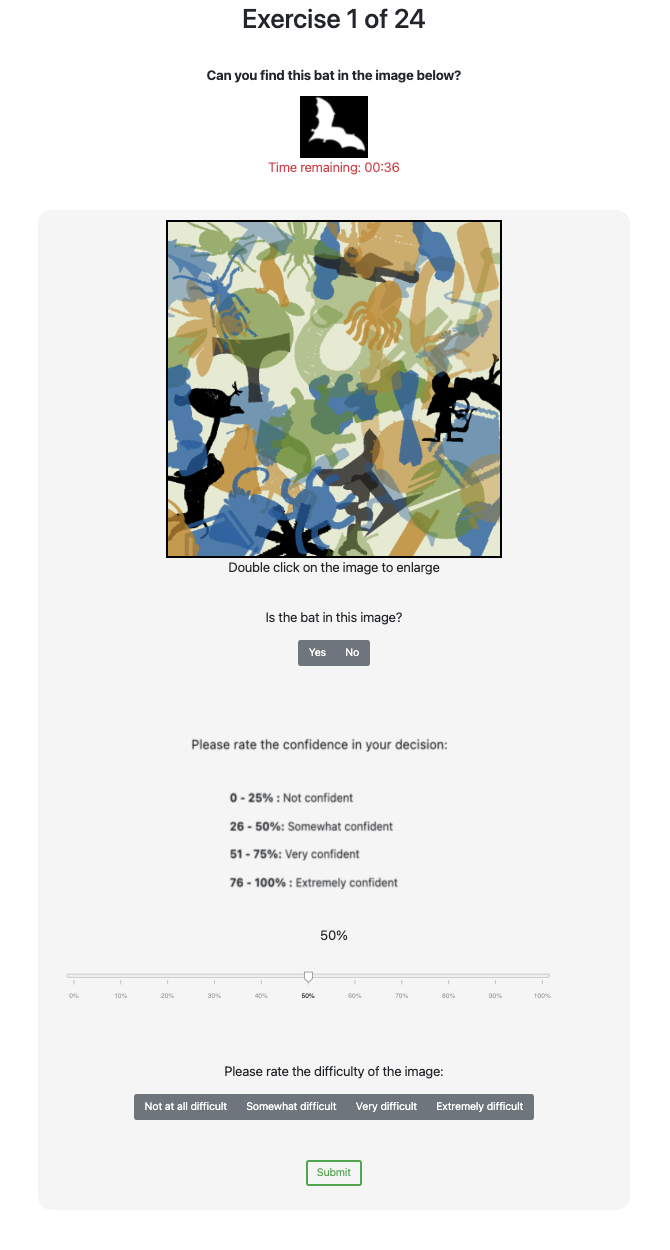 Exercise 1 of 24
Can you find this bat in the image below?
Time remaining: 00:36
Double click on the image to enlarge
Is the bat in this image?
Yes No
Please rate the confidence in your decision:
0 - 25% : Not confident
26 - 50%: Somewhat confident
51 - 75%: Very confident
76 - 100% : Extremely confident
50%
0% 10% 20% 30% 40% 50% 60% 70% 80% 90% 100%
Please rate the difficulty of the image:
Not at all difficult Somewhat difficult Very difficult Extremely difficult
Submit